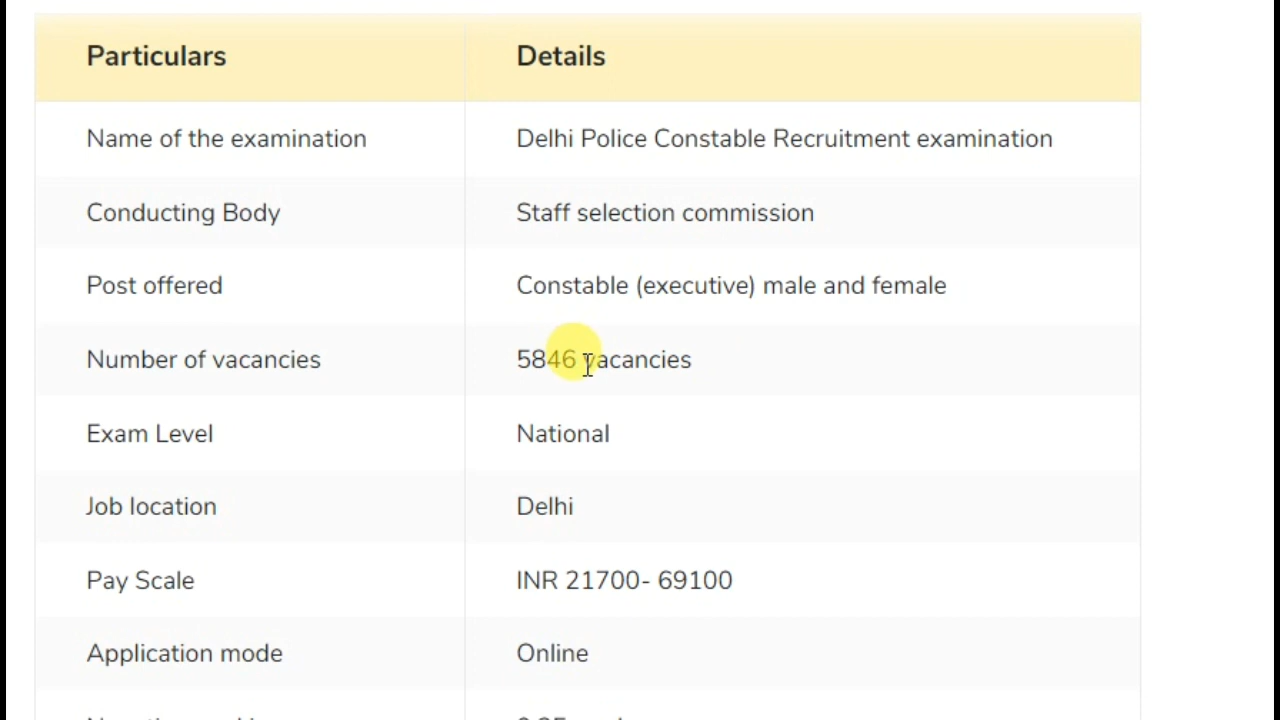 Particulars Details
Name of the examination Delhi Police Constable Recruitment examination
Conducting Body Staff selection commission
Post offered Constable (executive) male and female
Number of vacancies 5846 vacancies
Exam Level National
Job location Delhi
Pay Scale INR 21700- 69100
Application mode Online